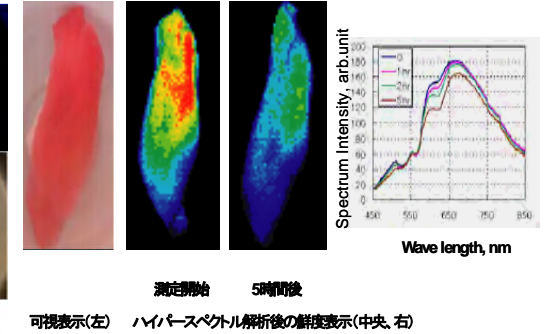 Spectrum Intensity, arb.unit
200
180
160
140
120
100
80
60
40
20
0
0
1hr
2hr
5hr
450 550 650 750 850
Wave length, nm
測定開始 5時間後
可視表示(左) ハイパースペクトル解析後の鮮度表示(中央、右)